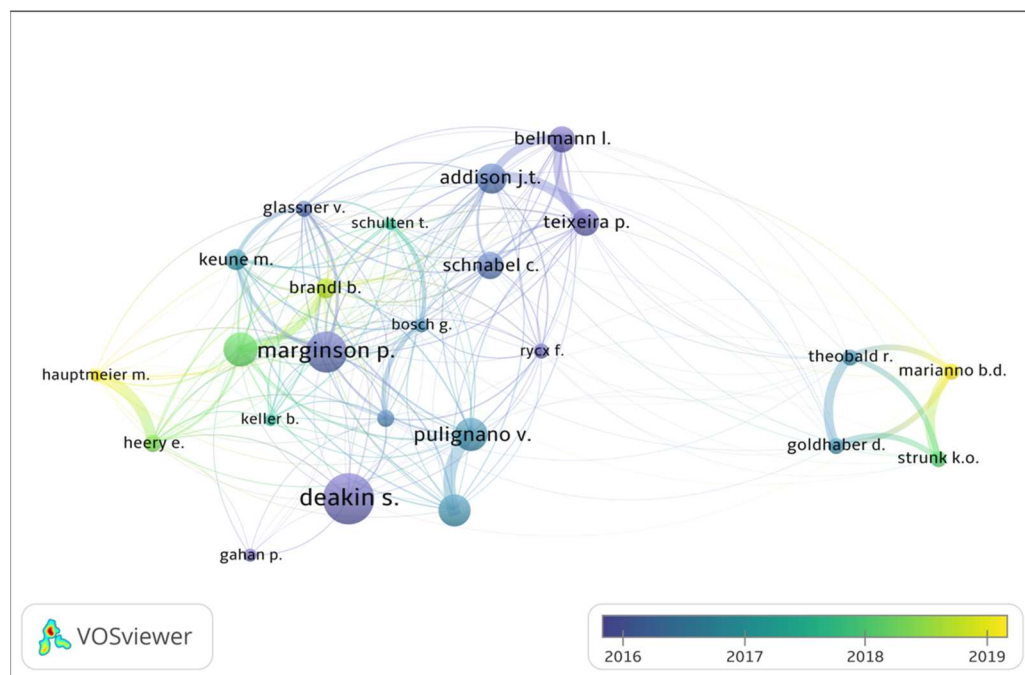 bellmann l.
addison j.t.
glassner v.
schulten t.
teixeira p.
keune m.
schnabel c.
brandl b.
bosch g.
marginson p.
rycx f.
theobald r.
hauptmeier m.
marianno b.d.
keller b.
heery e.
pulignano v.
goldhaber d.
strunk k.o.
deakin s.
gahan p.
VOSviewer
2016 2017 2018 2019